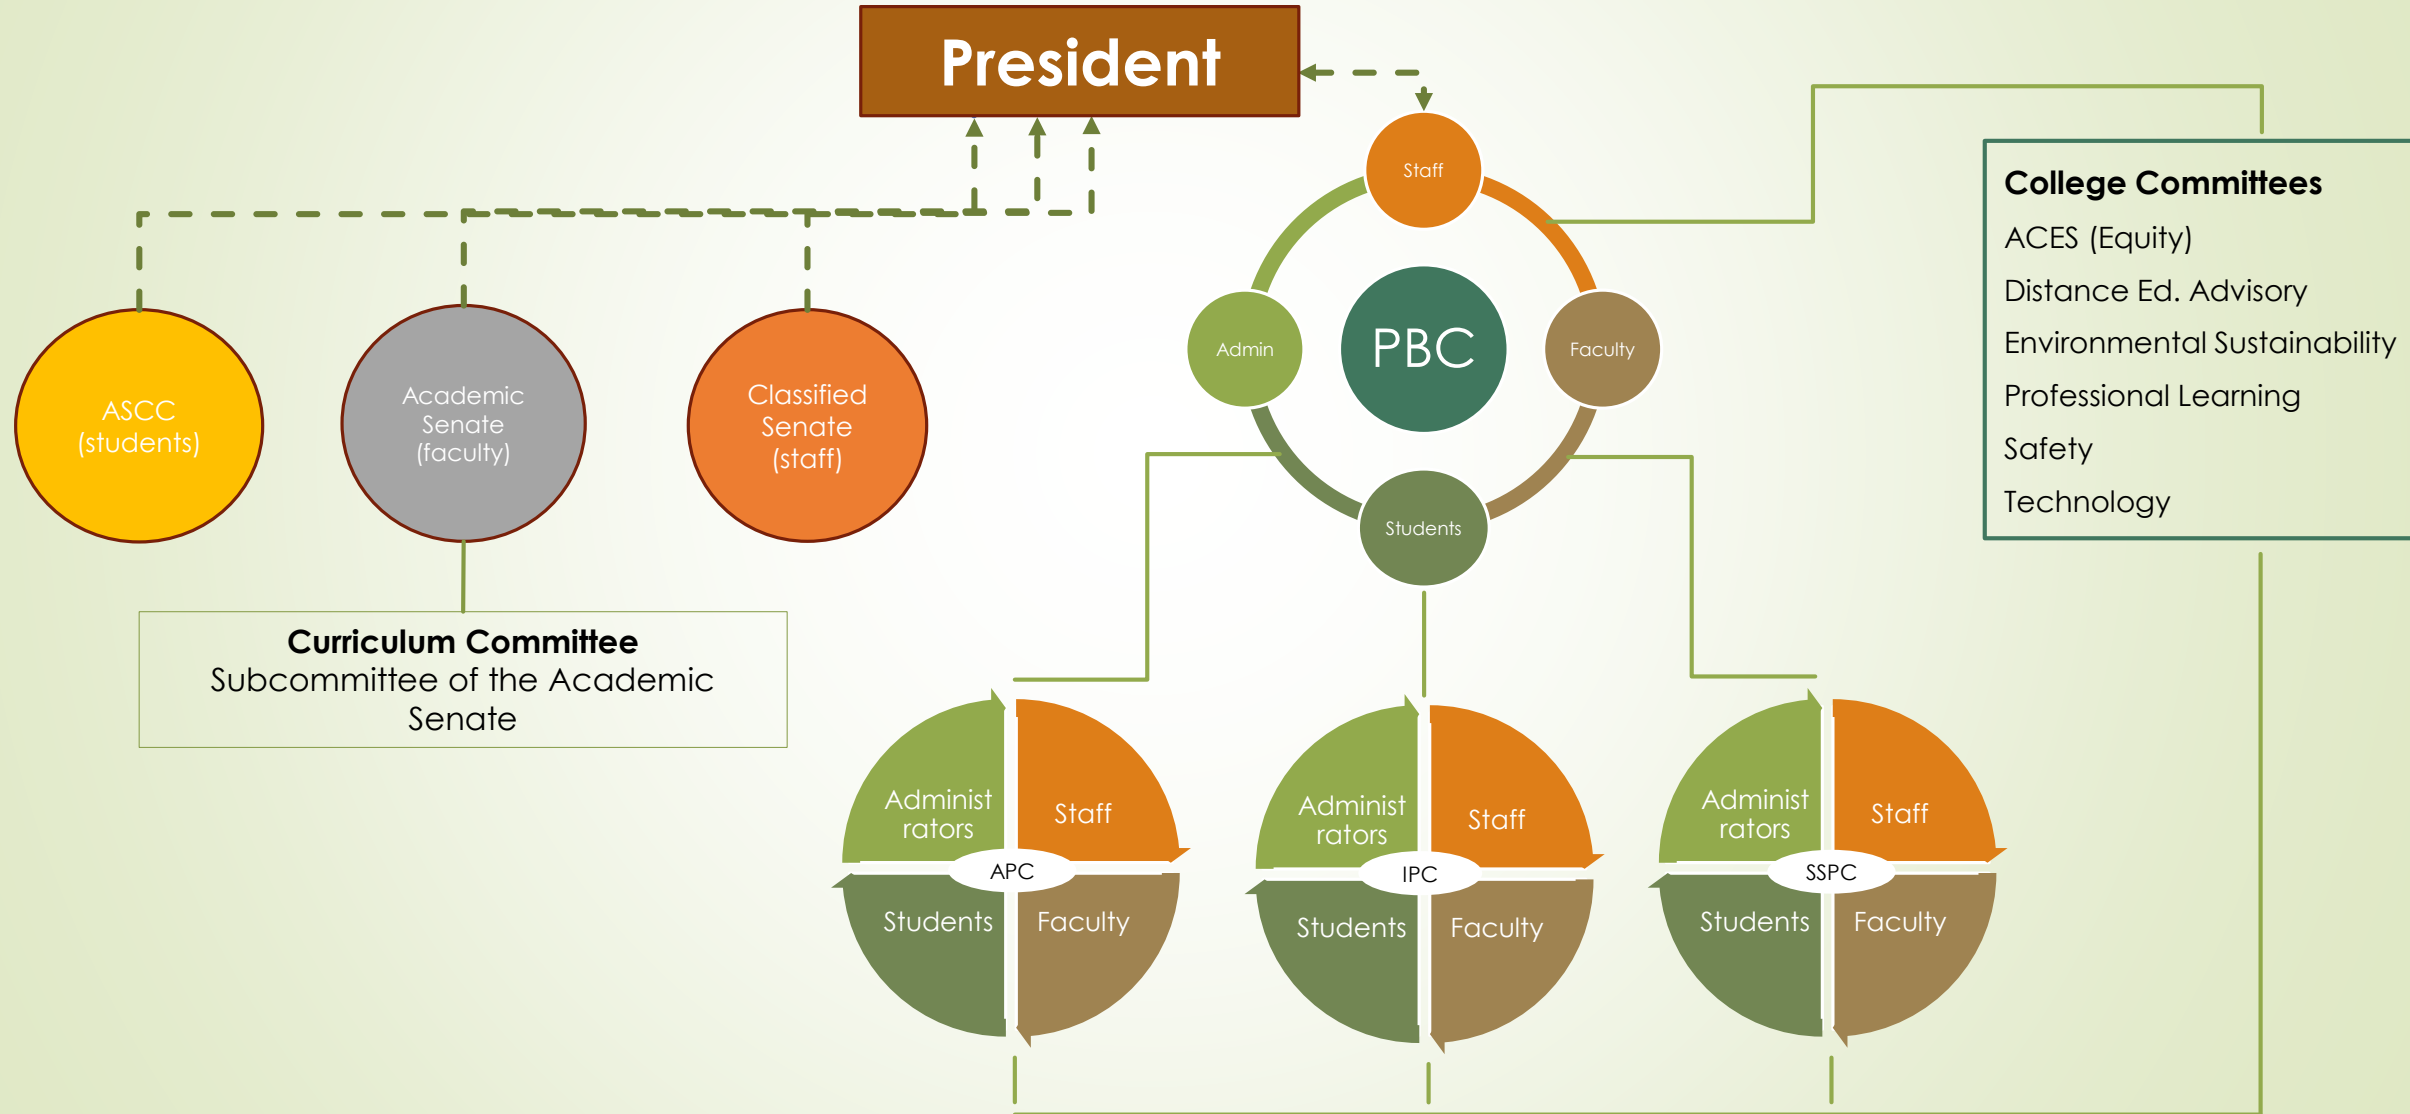 President
Staff
Admin
PBC
Faculty
Students
College Committees
ACES (Equity)
Distance Ed. Advisory
Environmental Sustainability
Professional Learning
Safety
Technology
ASCC
(students)
Academic
Senate
(faculty)
Classified
Senate
(staff)
Curriculum Committee
Subcommittee of the Academic
Senate
Administ
rators
Staff
APC
Students
Faculty
Administ
rators
Staff
IPC
Students
Faculty
Administ
rators
Staff
SSPC
Students
Faculty